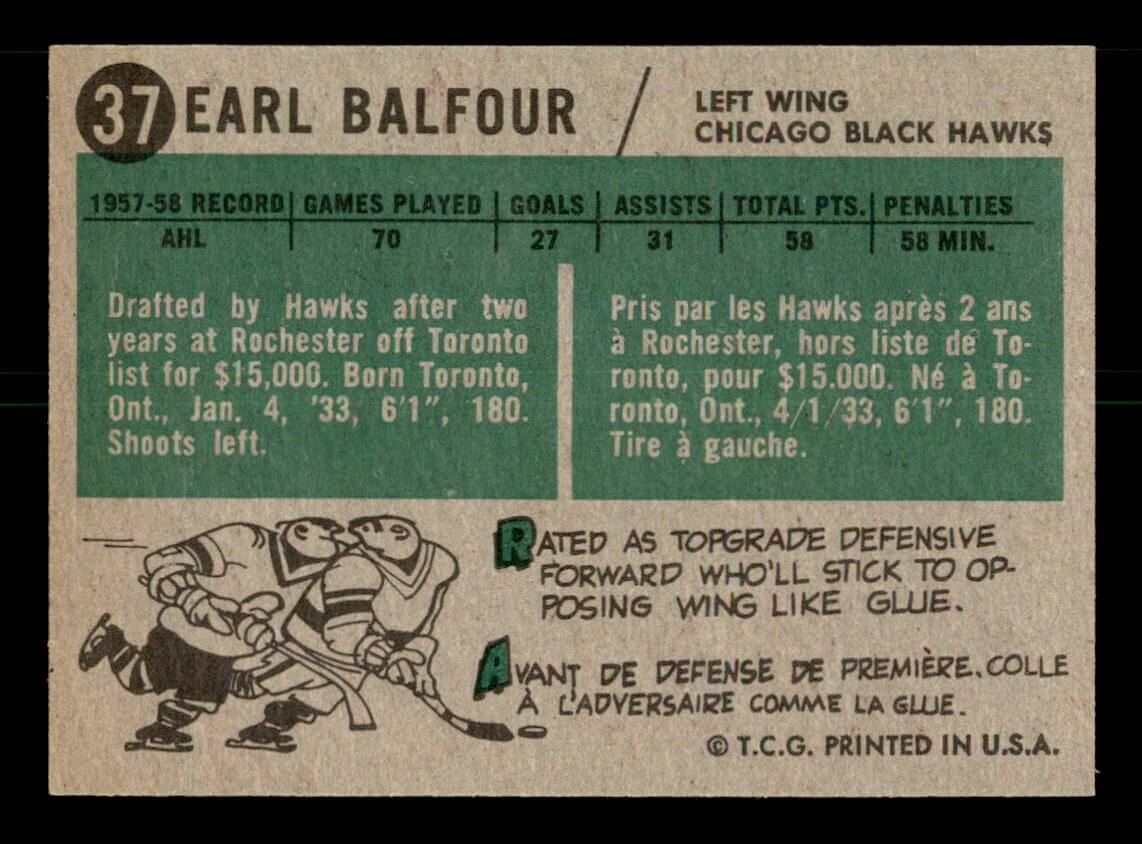 37 EARL BALFOUR / LEFT WING
CHICAGO BLACK HAWKS
1957-58 RECORD | GAMES PLAYED | GOALS | ASSISTS | TOTAL PTS. | PENALTIES
AHL | 70 | 27 | 31 | 58 | 58 MIN.
Drafted by Hawks after two
years at Rochester off Toronto
list for $15,000. Born Toronto,
Ont., Jan. 4, '33, 6'1", 180.
Shoots left.
Pris par les Hawks après 2 ans
à Rochester, hors liste de To-
ronto, pour $15.000. Né à To-
ronto, Ont., 4/1/33, 6'1", 180.
Tire à gauche.
RATED AS TOPGRADE DEFENSIVE
FORWARD WHO'LL STICK TO OP-
POSING WING LIKE GLUE.
AVANT DE DEFENSE DE PREMIÈRE. COLLE
À L'ADVERSAIRE COMME LA GLUE.
© T.C.G. PRINTED IN U.S.A.